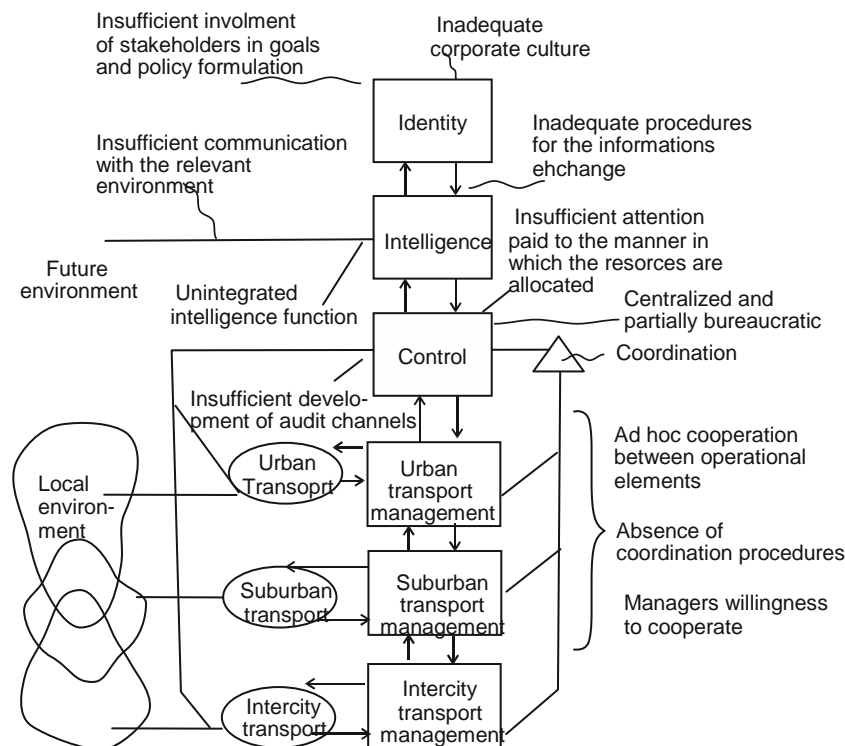 Insufficient involment
of stakeholders in goals
and policy formulation
Inadequate
corporate culture
Identity
Inadequate procedures
for the informations
ehchange
Insufficient communication
with the relevant
environment
Intelligence
Insufficient attention
paid to the manner in
which the resorces are
allocated
Future
environment
Unintegrated
intelligence function
Centralized and
partially bureaucratic
Control
Coordination
Insufficient develo-
pment of audit channels
Urban
Transoprt
Urban
transport
management
Local
environ-
ment
Ad hoc cooperation
between operational
elements
Absence of
coordination procedures
Suburban
transport
Suburban
transport
management
Managers willingness
to cooperate
Intercity
transport
Intercity
transport
management